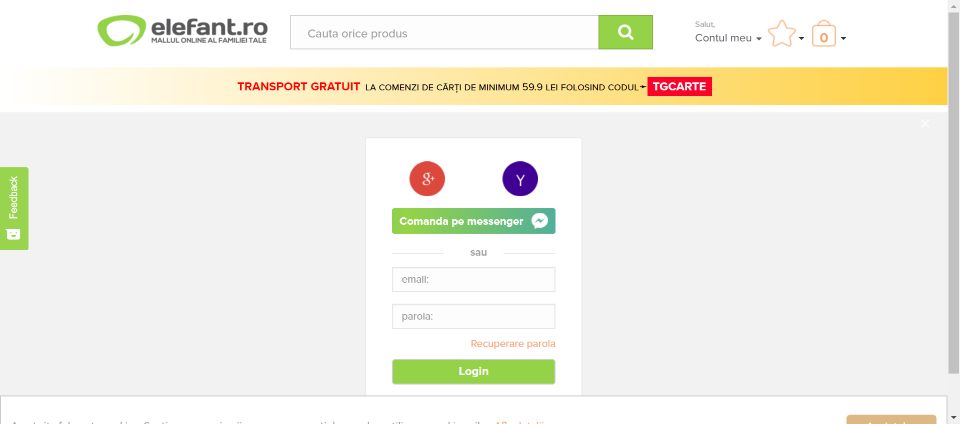 elefant.ro
MALLUL ONLINE AL FAMILIEI TALE
Cauta orice produs
Salut,
Contul meu
0
TRANSPORT GRATUIT LA COMENZI DE CĂRȚI DE MINIMUM 59.9 LEI FOLOSIND CODUL TGCARTE
Feedback
g+ Y
Comanda pe messenger
sau
email:
parola:
Recuperare parola
Login